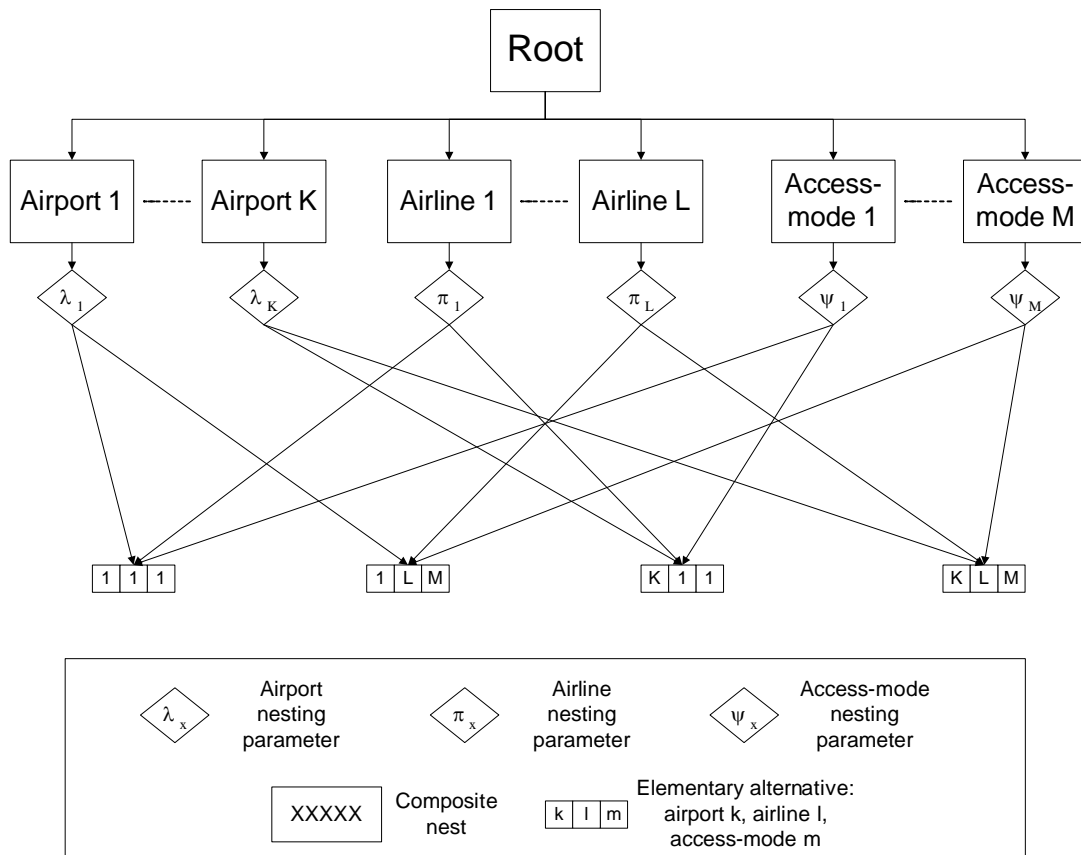 Root
Airport 1
Airport K
Airline 1
Airline L
Access-
mode 1
Access-
mode M
λ 1
λ K
π 1
π L
ψ 1
ψ M
1 1 1
1 L M
K 1 1
K L M
λ x
Airport
nesting
parameter
π x
Airline
nesting
parameter
ψ x
Access-mode
nesting
parameter
XXXXX
Composite
nest
k l m
Elementary alternative:
airport k, airline l,
access-mode m